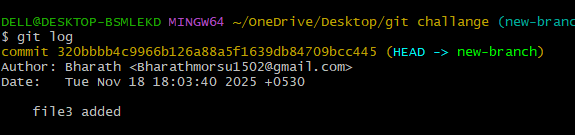 DELL@DESKTOP-BSMLEKD MINGW64 ~/OneDrive/Desktop/git challange (new-branc
$ git log
commit 320bbbb4c9966b126a88a5f1639db84709bcc445 (HEAD -> new-branch)
Author: Bharath <Bharathmorsu1502@gmail.com>
Date:   Tue Nov 18 18:03:40 2025 +0530
    file3 added